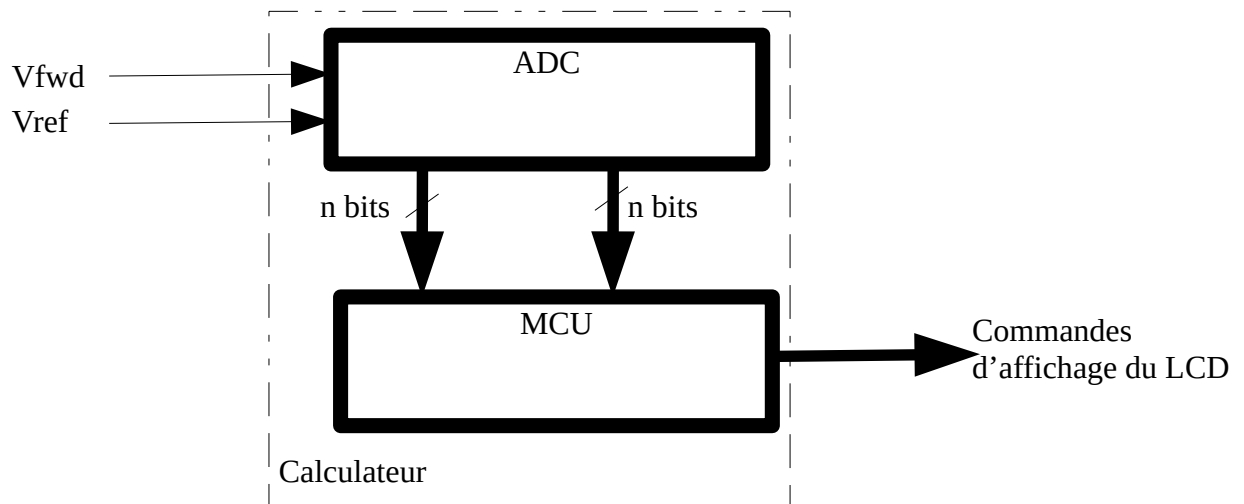 ADC
Vfwd
Vref
n bits
n bits
MCU
Commandes
d’affichage du LCD
Calculateur